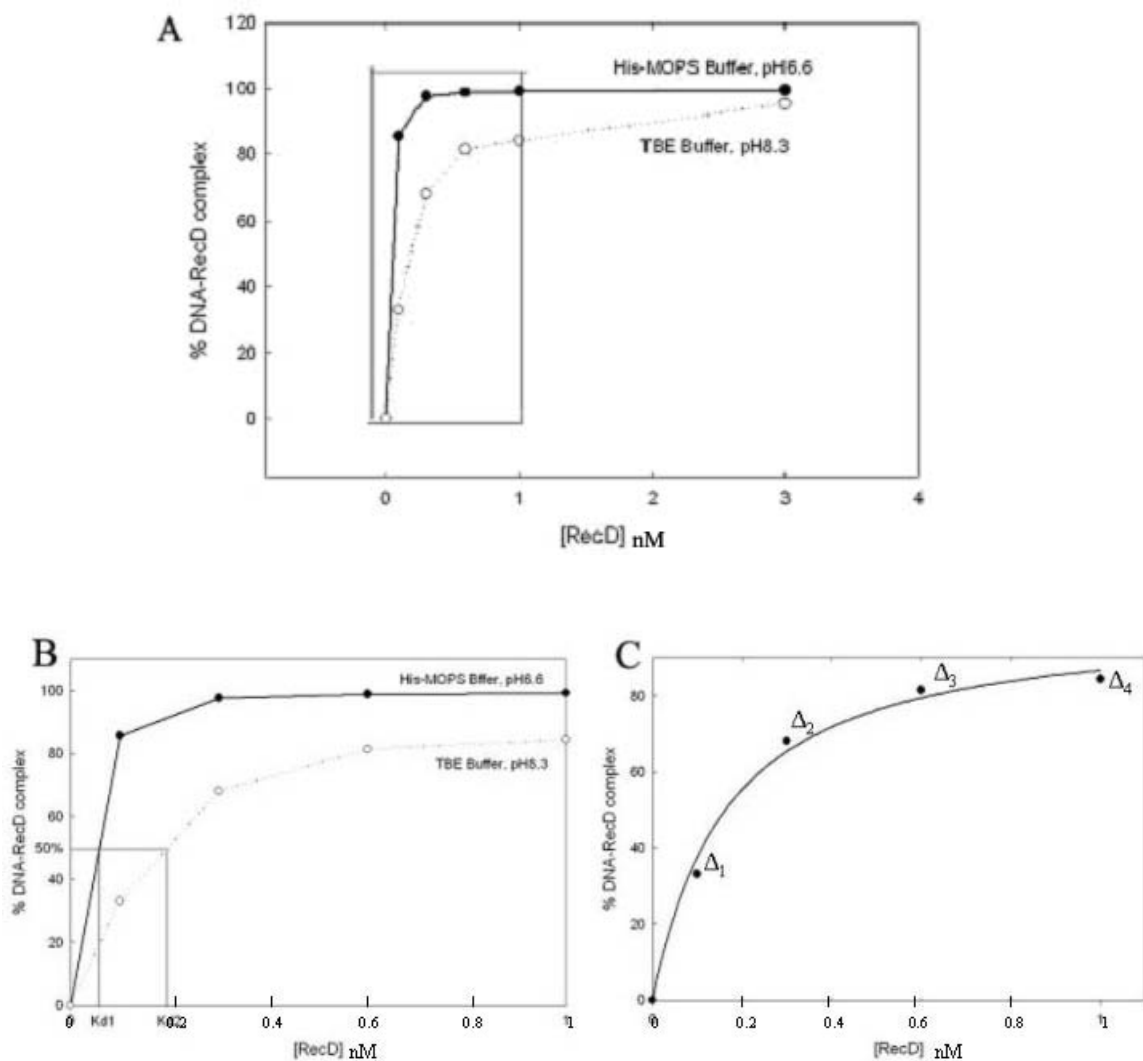 A
120
100
80
60
40
20
0
% DNA-RecD complex
His-MOPS Buffer, pH6.6
TBE Buffer, pH8.3
0 1 2 3 4
[RecD] nM
B
100
80
60
50%
40
20
0
% DNA-RecD complex
His-MOPS Bffer, pH6.6
TBE Buffer, pH8.3
0 Kd1 0.2 0.4 0.6 0.8 1
[RecD] nM
C
80
60
40
20
0
% DNA-RecD complex
Δ1
Δ2
Δ3
Δ4
0 0.2 0.4 0.6 0.8 1
[RecD] nM